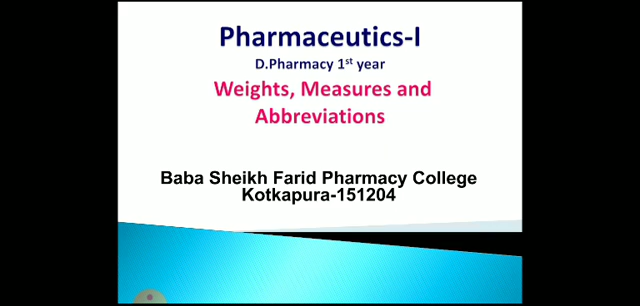 Pharmaceutics-I
D.Pharmacy 1st year
Weights, Measures and
Abbreviations
Baba Sheikh Farid Pharmacy College
Kotkapura-151204